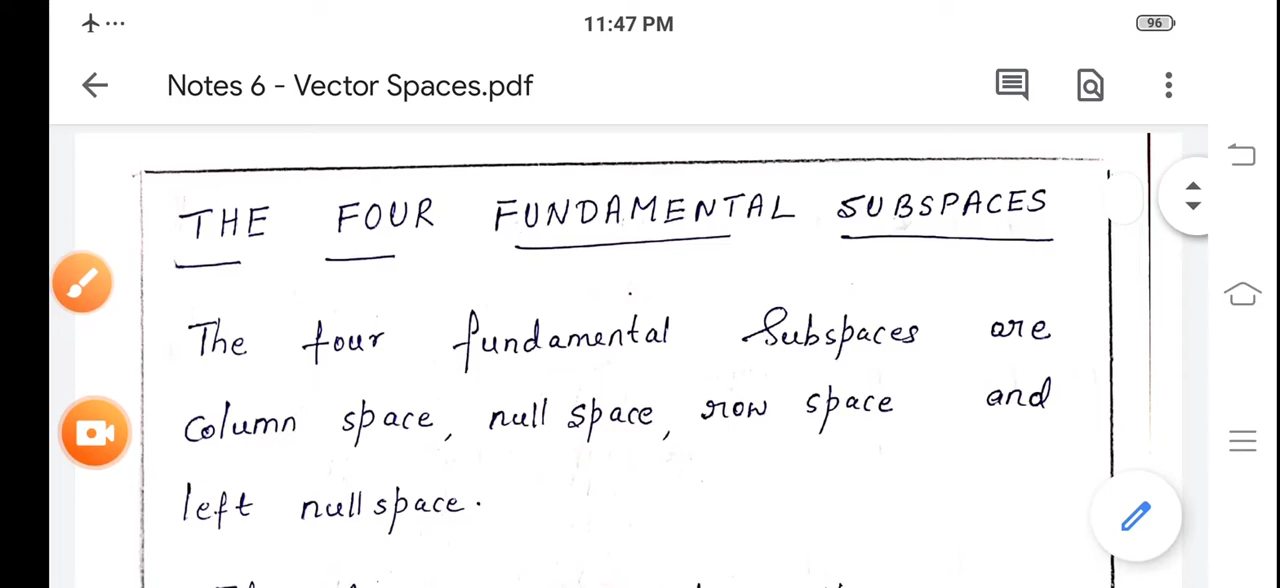 11:47 PM
96
Notes 6 - Vector Spaces.pdf
THE FOUR FUNDAMENTAL SUBSPACES
The four fundamental Subspaces are
column space, null space, row space and
left null space.